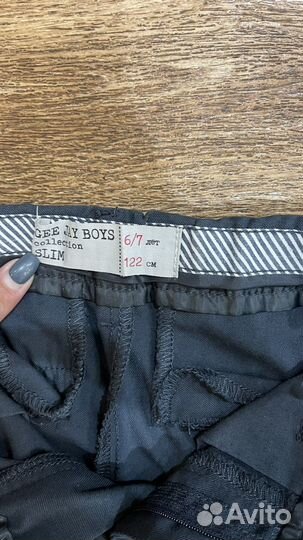 GEE JAY BOYS
collection
SLIM
6/7 лет
122 см
Avito